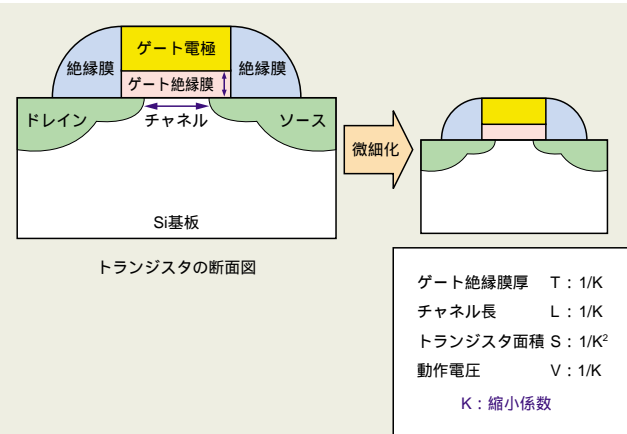 ゲート電極
絶縁膜
ゲート絶縁膜
絶縁膜
ドレイン
チャネル
ソース
微細化
Si基板
トランジスタの断面図
ゲート絶縁膜厚 T：1/K
チャネル長 L：1/K
トランジスタ面積 S：1/K²
動作電圧 V：1/K
K：縮小係数